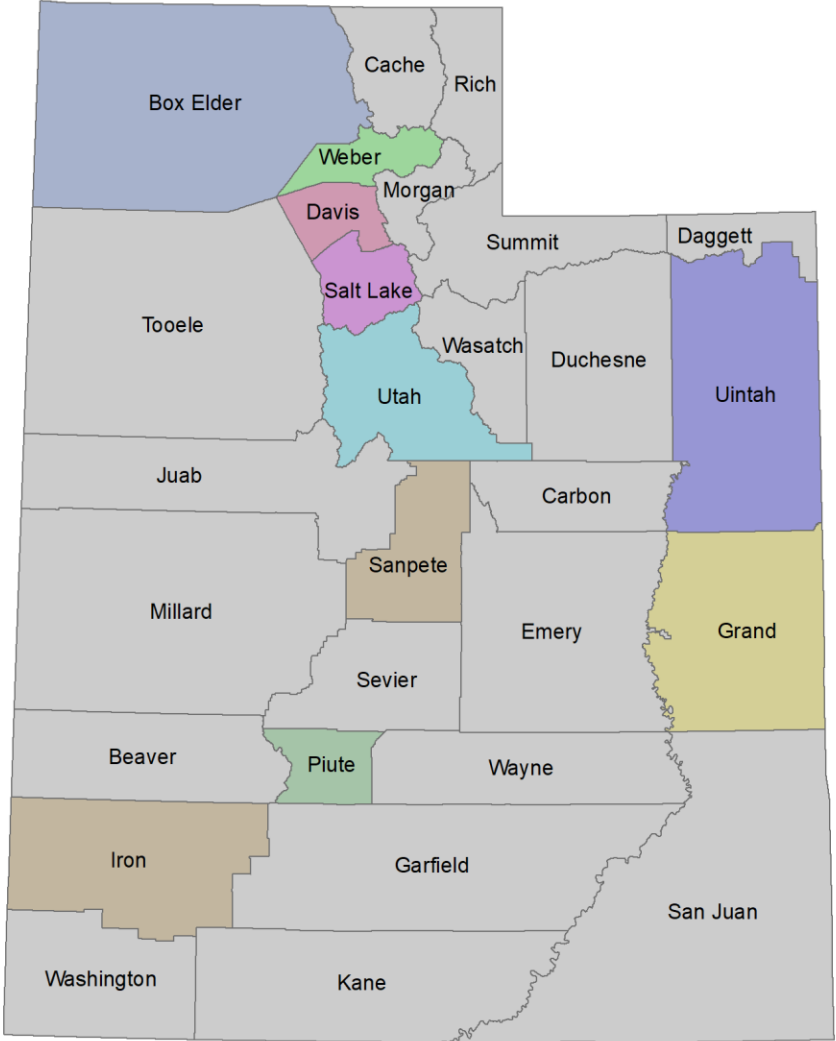 Cache
Rich
Box Elder
Weber
Morgan
Davis
Summit
Daggett
Salt Lake
Tooele
Wasatch
Duchesne
Uintah
Utah
Juab
Carbon
Sanpete
Millard
Emery
Grand
Sevier
Beaver
Piute
Wayne
Iron
Garfield
San Juan
Washington
Kane